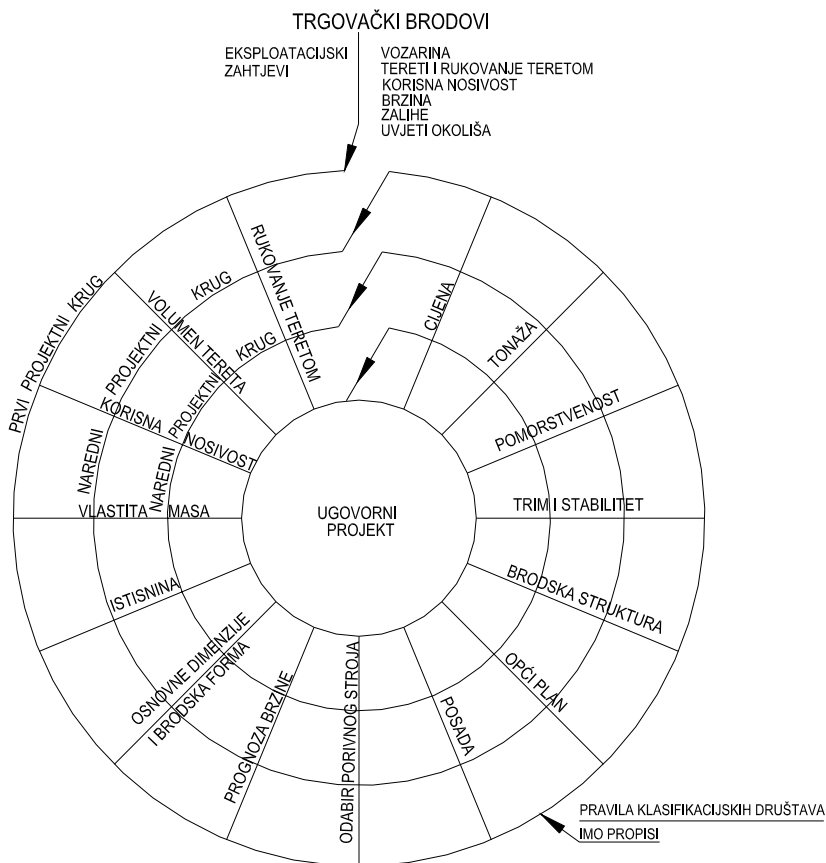 TRGOVAČKI BRODOVI
EKSPLOATACIJSKI
ZAHTJEVI
VOZARINA
TERETI I RUKOVANJE TERETOM
KORISNA NOSIVOST
BRZINA
ZALIHE
UVJETI OKOLIŠA
PRVI PROJEKTNI KRUG
NAREDNI PROJEKTNI KRUG
NAREDNI PROJEKTNI KRUG
RUKOVANJE TERETOM
CIJENA
TONAŽA
POMORSTVENOST
TRIM I STABILITET
BRODSKA STRUKTURA
OPĆI PLAN
POSADA
ODABIR PORIVNOG STROJA
PROGNOZA BRZINE
OSNOVNE DIMENZIJE
I BRODSKA FORMA
ISTISNINA
VLASTITA MASA
KORISNA NOSIVOST
VOLUMEN TERETA
UGOVORNI
PROJEKT
PRAVILA KLASIFIKACIJSKIH DRUŠTAVA
IMO PROPISI